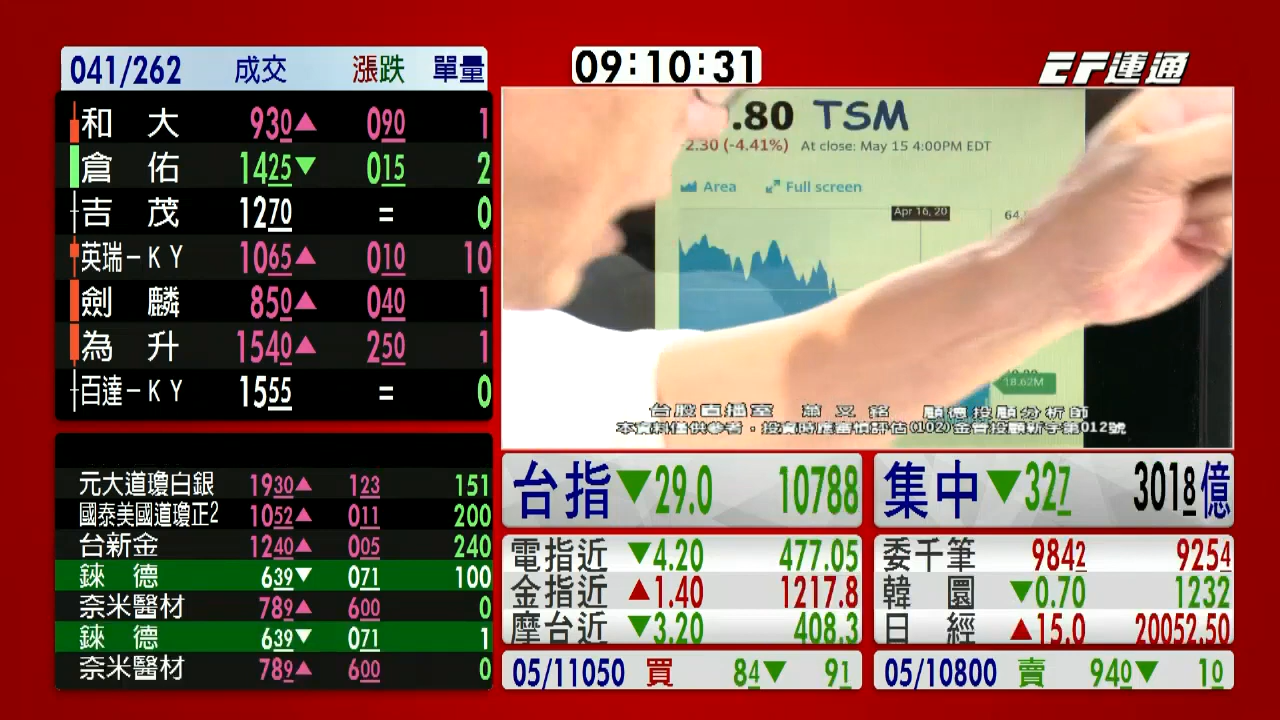 041/262 成交 漲跌 單量
09:10:31
EF運通
和大 930▲ 090 1
倉佑 1425▼ 015 2
吉茂 1270 = 0
英瑞-KY 1065▲ 010 10
劍麟 850▲ 040 1
為升 1540▲ 250 1
百達-KY 1555 = 0
.80 TSM
-2.30 (-4.41%) At close: May 15 4:00PM EDT
Area Full screen
Apr 16, 20
18.62M
台股直播室 蕭又銘 顧德投顧分析師
本資料僅供參考,投資時應審慎評估(102)金管投顧新字第012號
元大道瓊白銀 1930▲ 123 151
國泰美國道瓊正2 1052▲ 011 200
台新金 1240▲ 005 240
錸德 639▼ 071 100
奈米醫材 789▲ 600 0
錸德 639▼ 071 1
奈米醫材 789▲ 600 0
台指▼29.0 10788
集中▼327 3018億
電指近 ▼4.20 477.05
金指近 ▲1.40 1217.8
摩台近 ▼3.20 408.3
委千筆 9842 9254
韓圜 ▼0.70 1232
日經 ▲15.0 20052.50
05/11050 買 84▼ 91
05/10800 賣 940▼ 10